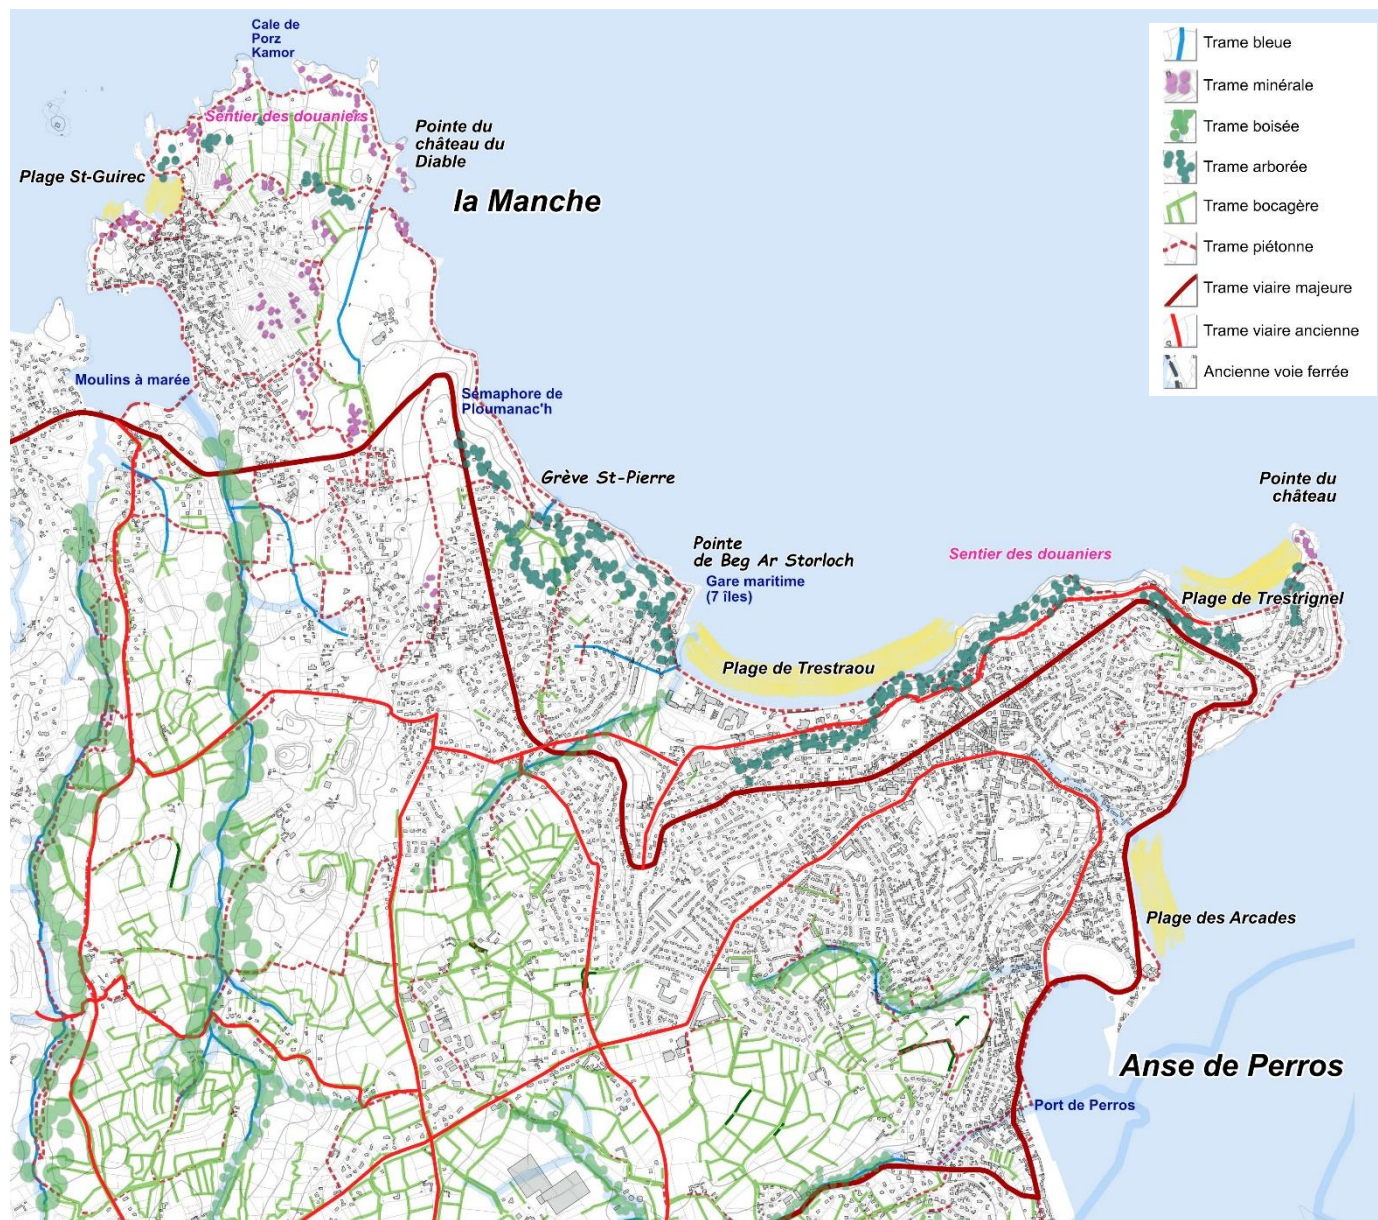 Cale de
Porz
Kamor
Sentier des douaniers
Pointe du
château du
Diable
Plage St-Guirec
la Manche
Moulins à marée
Sémaphore de
Ploumanac'h
Grève St-Pierre
Pointe
de Beg Ar Storloch
Gare maritime
(7 îles)
Sentier des douaniers
Pointe du
château
Plage de Trestrignel
Plage de Trestraou
Plage des Arcades
Anse de Perros
Port de Perros
Trame bleue
Trame minérale
Trame boisée
Trame arborée
Trame bocagère
Trame piétonne
Trame viaire majeure
Trame viaire ancienne
Ancienne voie ferrée